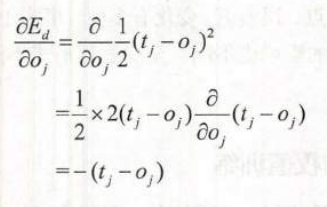 ∂E_d/∂o_j = ∂/∂o_j 1/2 (t_j − o_j)²
= 1/2 × 2(t_j − o_j) ∂/∂o_j (t_j − o_j)
= −(t_j − o_j)